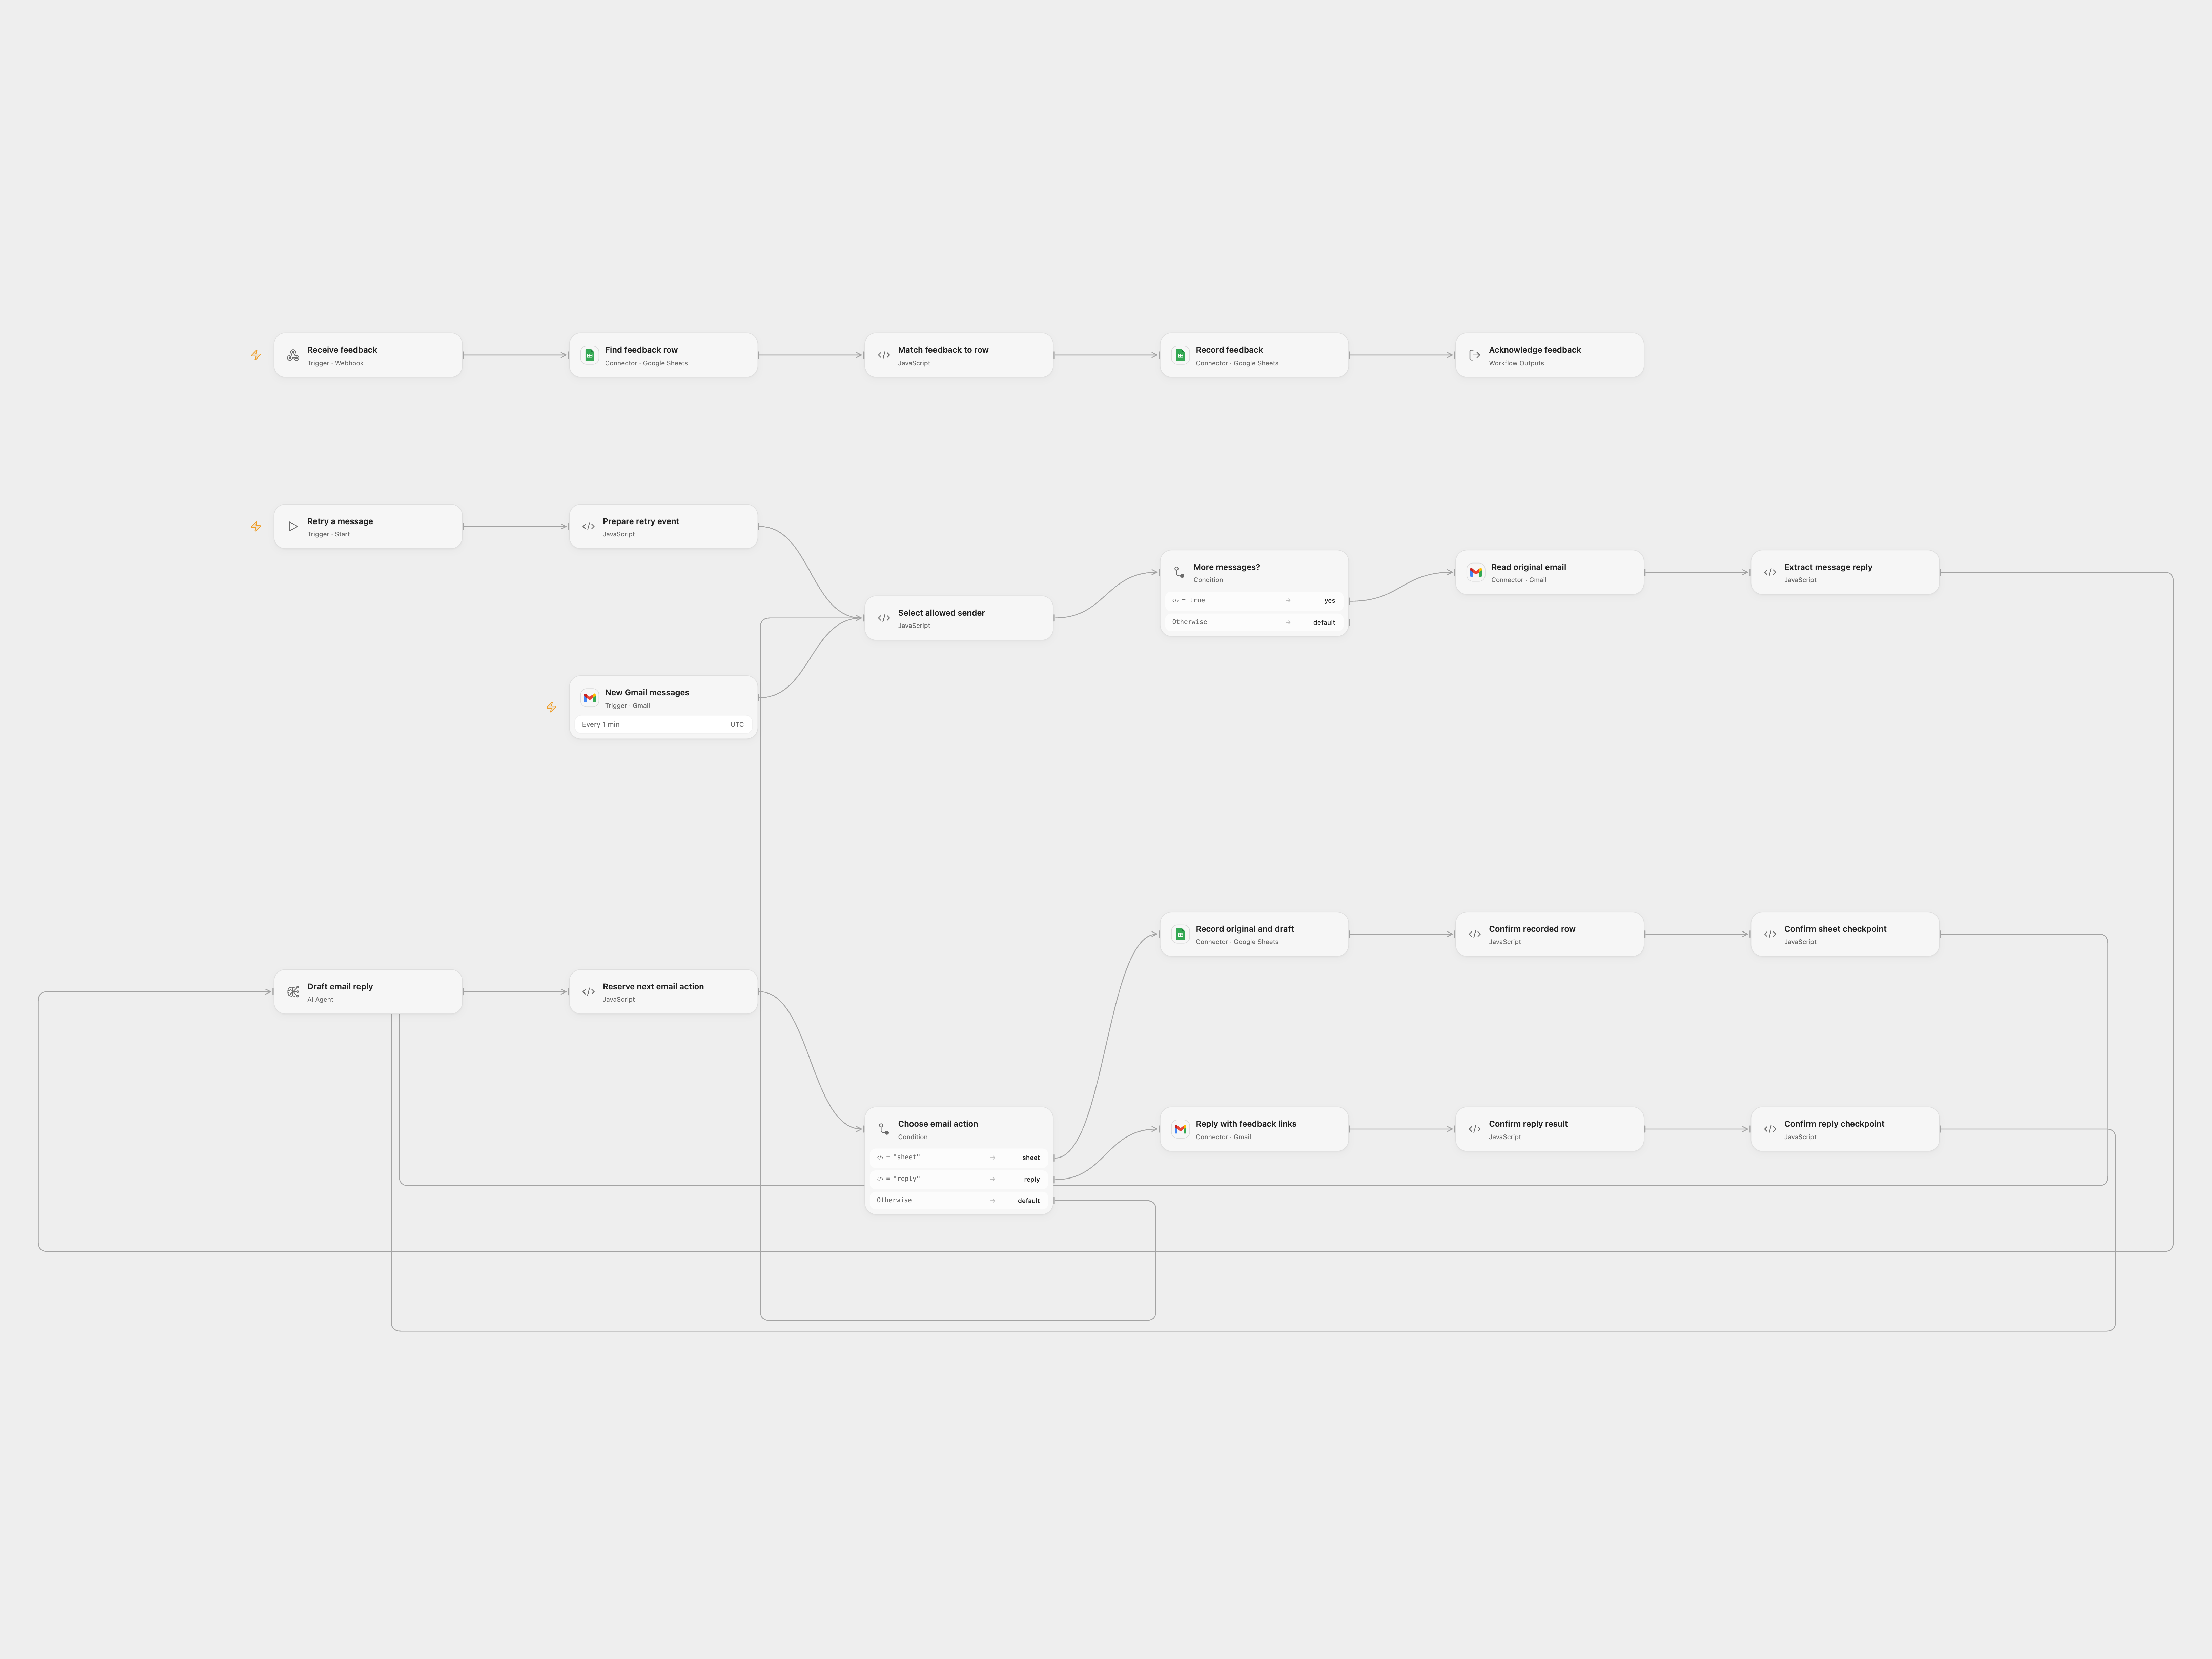 Receive feedback
Trigger · Webhook
Find feedback row
Connector · Google Sheets
Match feedback to row
JavaScript
Record feedback
Connector · Google Sheets
Acknowledge feedback
Workflow Outputs
Retry a message
Trigger · Start
Prepare retry event
JavaScript
Select allowed sender
JavaScript
More messages?
Condition
</> = true → yes
Otherwise → default
Read original email
Connector · Gmail
Extract message reply
JavaScript
New Gmail messages
Trigger · Gmail
Every 1 min UTC
Record original and draft
Connector · Google Sheets
Confirm recorded row
JavaScript
Confirm sheet checkpoint
JavaScript
Draft email reply
AI Agent
Reserve next email action
JavaScript
Choose email action
Condition
</> = "sheet" → sheet
</> = "reply" → reply
Otherwise → default
Reply with feedback links
Connector · Gmail
Confirm reply result
JavaScript
Confirm reply checkpoint
JavaScript